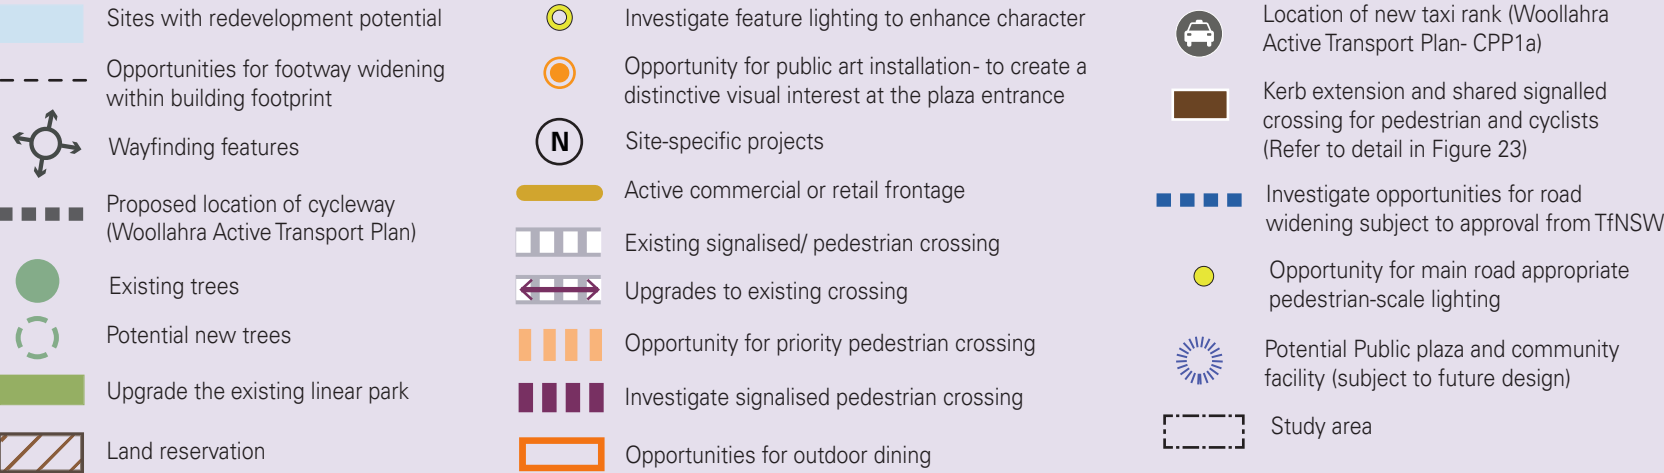 Sites with redevelopment potential
Opportunities for footway widening
within building footprint
Wayfinding features
Proposed location of cycleway
(Woollahra Active Transport Plan)
Existing trees
Potential new trees
Upgrade the existing linear park
Land reservation
Investigate feature lighting to enhance character
Opportunity for public art installation- to create a
distinctive visual interest at the plaza entrance
N
Site-specific projects
Active commercial or retail frontage
Existing signalised/ pedestrian crossing
Upgrades to existing crossing
Opportunity for priority pedestrian crossing
Investigate signalised pedestrian crossing
Opportunities for outdoor dining
Location of new taxi rank (Woollahra
Active Transport Plan- CPP1a)
Kerb extension and shared signalled
crossing for pedestrian and cyclists
(Refer to detail in Figure 23)
Investigate opportunities for road
widening subject to approval from TfNSW
Opportunity for main road appropriate
pedestrian-scale lighting
Potential Public plaza and community
facility (subject to future design)
Study area